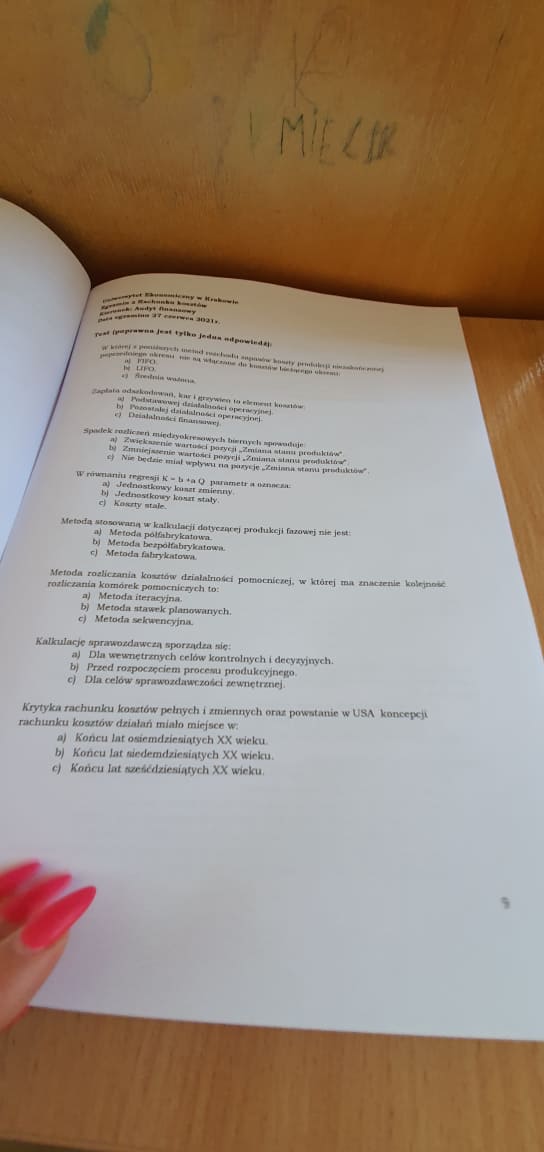 MIECIR
Uniwersytet Ekonomiczny w Krakowie
Egzamin z Rachunku kosztów
Kierunek: Audyt finansowy
Data egzaminu 27 czerwca 2021r.
Test (poprawna jest tylko jedna odpowiedź):
W której z poniższych metod rozchodu zapasów koszty produkcji niezakończonej
poprzedniego okresu nie są włączane do kosztów bieżącego okresu:
a) FIFO.
b) LIFO.
c) Średnia ważona.
Zapłata odszkodowań, kar i grzywien to element kosztów:
a) Podstawowej działalności operacyjnej.
b) Pozostałej działalności operacyjnej.
c) Działalności finansowej.
Spadek rozliczeń międzyokresowych biernych spowoduje:
a) Zwiększenie wartości pozycji „Zmiana stanu produktów”.
b) Zmniejszenie wartości pozycji „Zmiana stanu produktów”.
c) Nie będzie miał wpływu na pozycję „Zmiana stanu produktów”.
W równaniu regresji K = b +a Q parametr a oznacza:
a) Jednostkowy koszt zmienny.
b) Jednostkowy koszt stały.
c) Koszty stałe.
Metodą stosowaną w kalkulacji dotyczącej produkcji fazowej nie jest:
a) Metoda półfabrykatowa.
b) Metoda bezpółfabrykatowa.
c) Metoda fabrykatowa.
Metoda rozliczania kosztów działalności pomocniczej, w której ma znaczenie kolejność
rozliczania komórek pomocniczych to:
a) Metoda iteracyjna.
b) Metoda stawek planowanych.
c) Metoda sekwencyjna.
Kalkulację sprawozdawczą sporządza się:
a) Dla wewnętrznych celów kontrolnych i decyzyjnych.
b) Przed rozpoczęciem procesu produkcyjnego.
c) Dla celów sprawozdawczości zewnętrznej.
Krytyka rachunku kosztów pełnych i zmiennych oraz powstanie w USA koncepcji
rachunku kosztów działań miało miejsce w:
a) Końcu lat osiemdziesiątych XX wieku.
b) Końcu lat siedemdziesiątych XX wieku.
c) Końcu lat sześćdziesiątych XX wieku.
9